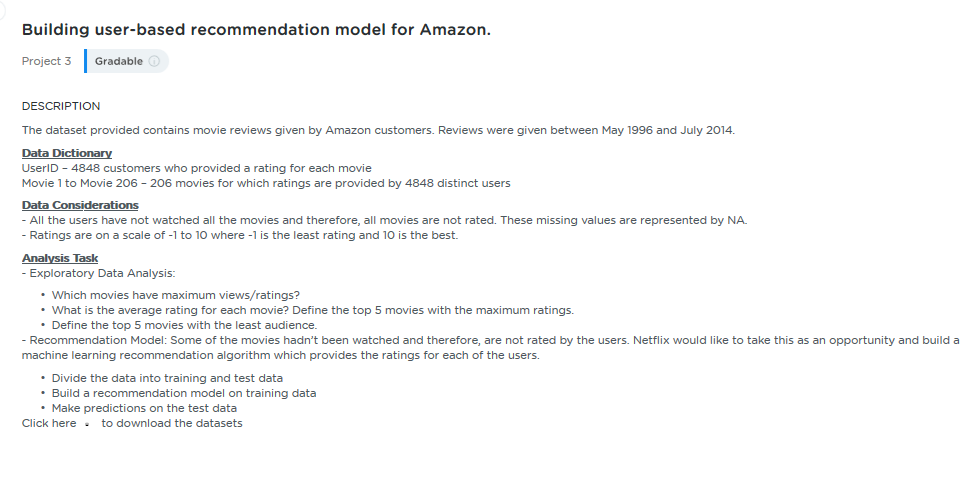 Building user-based recommendation model for Amazon.
Project 3 Gradable
DESCRIPTION
The dataset provided contains movie reviews given by Amazon customers. Reviews were given between May 1996 and July 2014.
Data Dictionary
UserID – 4848 customers who provided a rating for each movie
Movie 1 to Movie 206 – 206 movies for which ratings are provided by 4848 distinct users
Data Considerations
- All the users have not watched all the movies and therefore, all movies are not rated. These missing values are represented by NA.
- Ratings are on a scale of -1 to 10 where -1 is the least rating and 10 is the best.
Analysis Task
- Exploratory Data Analysis:
• Which movies have maximum views/ratings?
• What is the average rating for each movie? Define the top 5 movies with the maximum ratings.
• Define the top 5 movies with the least audience.
- Recommendation Model: Some of the movies hadn't been watched and therefore, are not rated by the users. Netflix would like to take this as an opportunity and build a
machine learning recommendation algorithm which provides the ratings for each of the users.
• Divide the data into training and test data
• Build a recommendation model on training data
• Make predictions on the test data
Click here to download the datasets